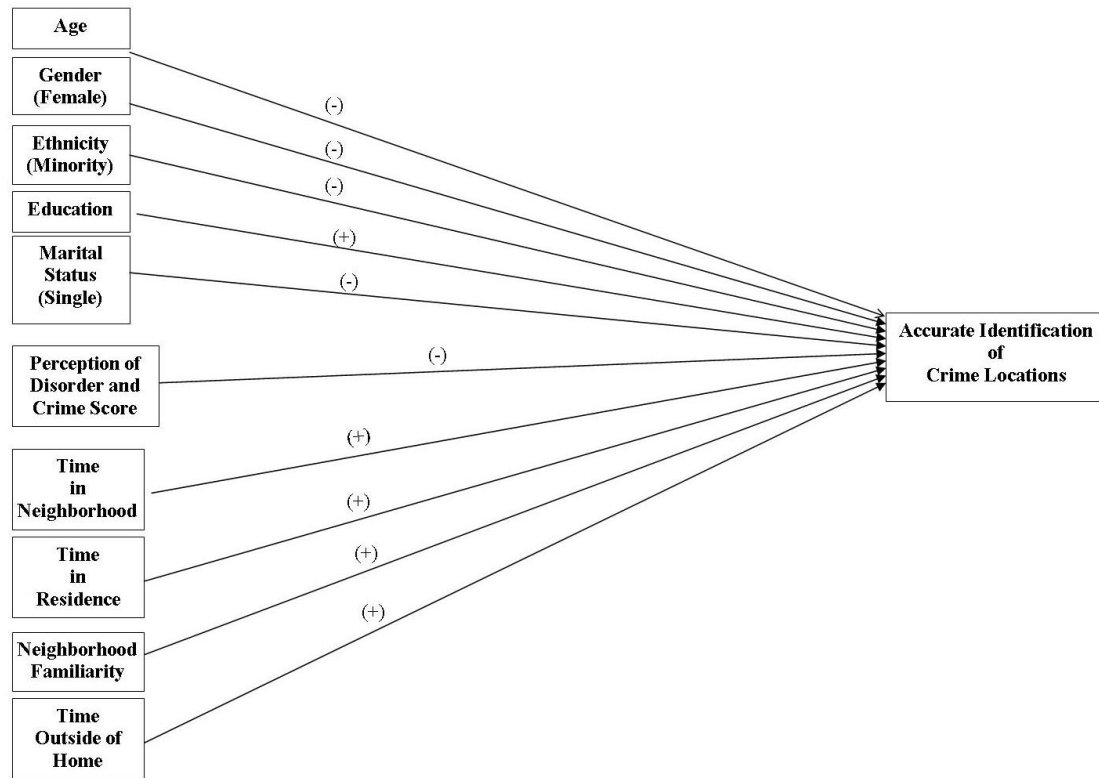 Age
Gender
(Female)
Ethnicity
(Minority)
Education
Marital
Status
(Single)
Perception of
Disorder and
Crime Score
Time
in
Neighborhood
Time
in
Residence
Neighborhood
Familiarity
Time
Outside of
Home
(-)
(-)
(-)
(+)
(-)
(-)
(+)
(+)
(+)
(+)
Accurate Identification
of
Crime Locations